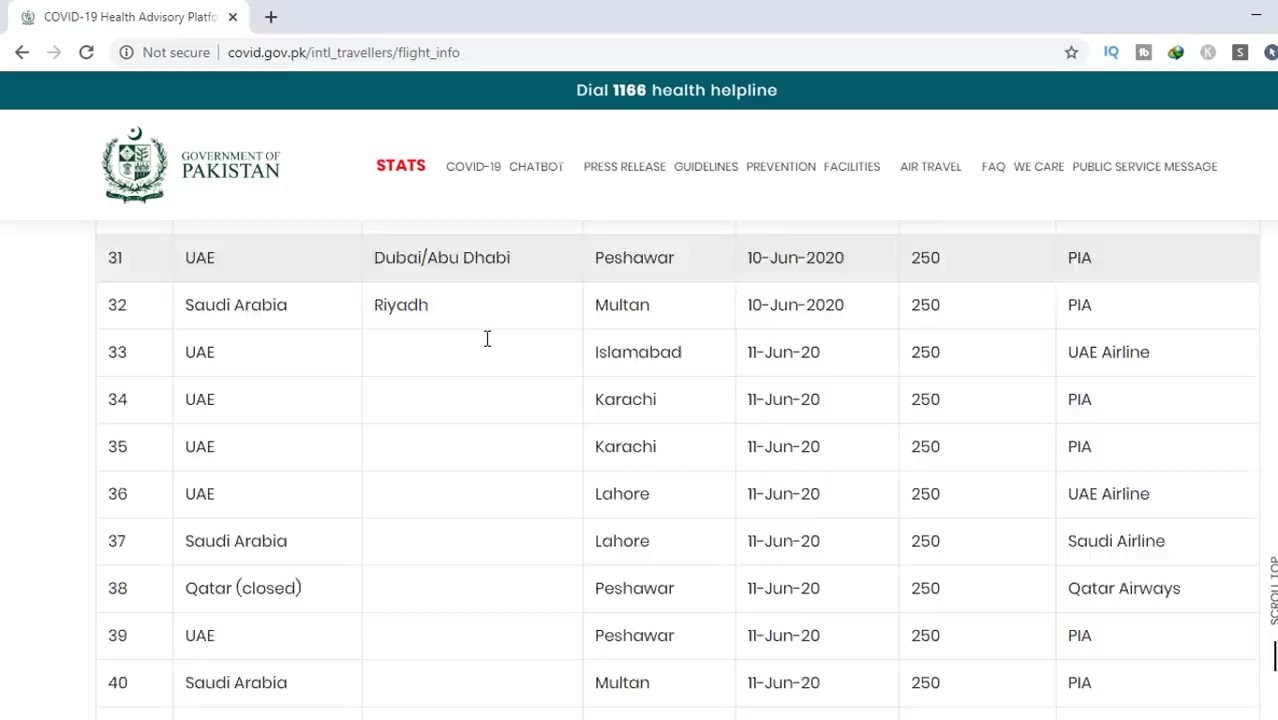 COVID-19 Health Advisory Platfo
Not secure covid.gov.pk/intl_travellers/flight_info
IQ
Dial 1166 health helpline
GOVERNMENT OF
PAKISTAN
STATS COVID-19 CHATBOT PRESS RELEASE GUIDELINES PREVENTION FACILITIES AIR TRAVEL FAQ WE CARE PUBLIC SERVICE MESSAGE
31 UAE Dubai/Abu Dhabi Peshawar 10-Jun-2020 250 PIA
32 Saudi Arabia Riyadh Multan 10-Jun-2020 250 PIA
33 UAE Islamabad 11-Jun-20 250 UAE Airline
34 UAE Karachi 11-Jun-20 250 PIA
35 UAE Karachi 11-Jun-20 250 PIA
36 UAE Lahore 11-Jun-20 250 UAE Airline
37 Saudi Arabia Lahore 11-Jun-20 250 Saudi Airline
38 Qatar (closed) Peshawar 11-Jun-20 250 Qatar Airways
39 UAE Peshawar 11-Jun-20 250 PIA
40 Saudi Arabia Multan 11-Jun-20 250 PIA
SCROLL TOP